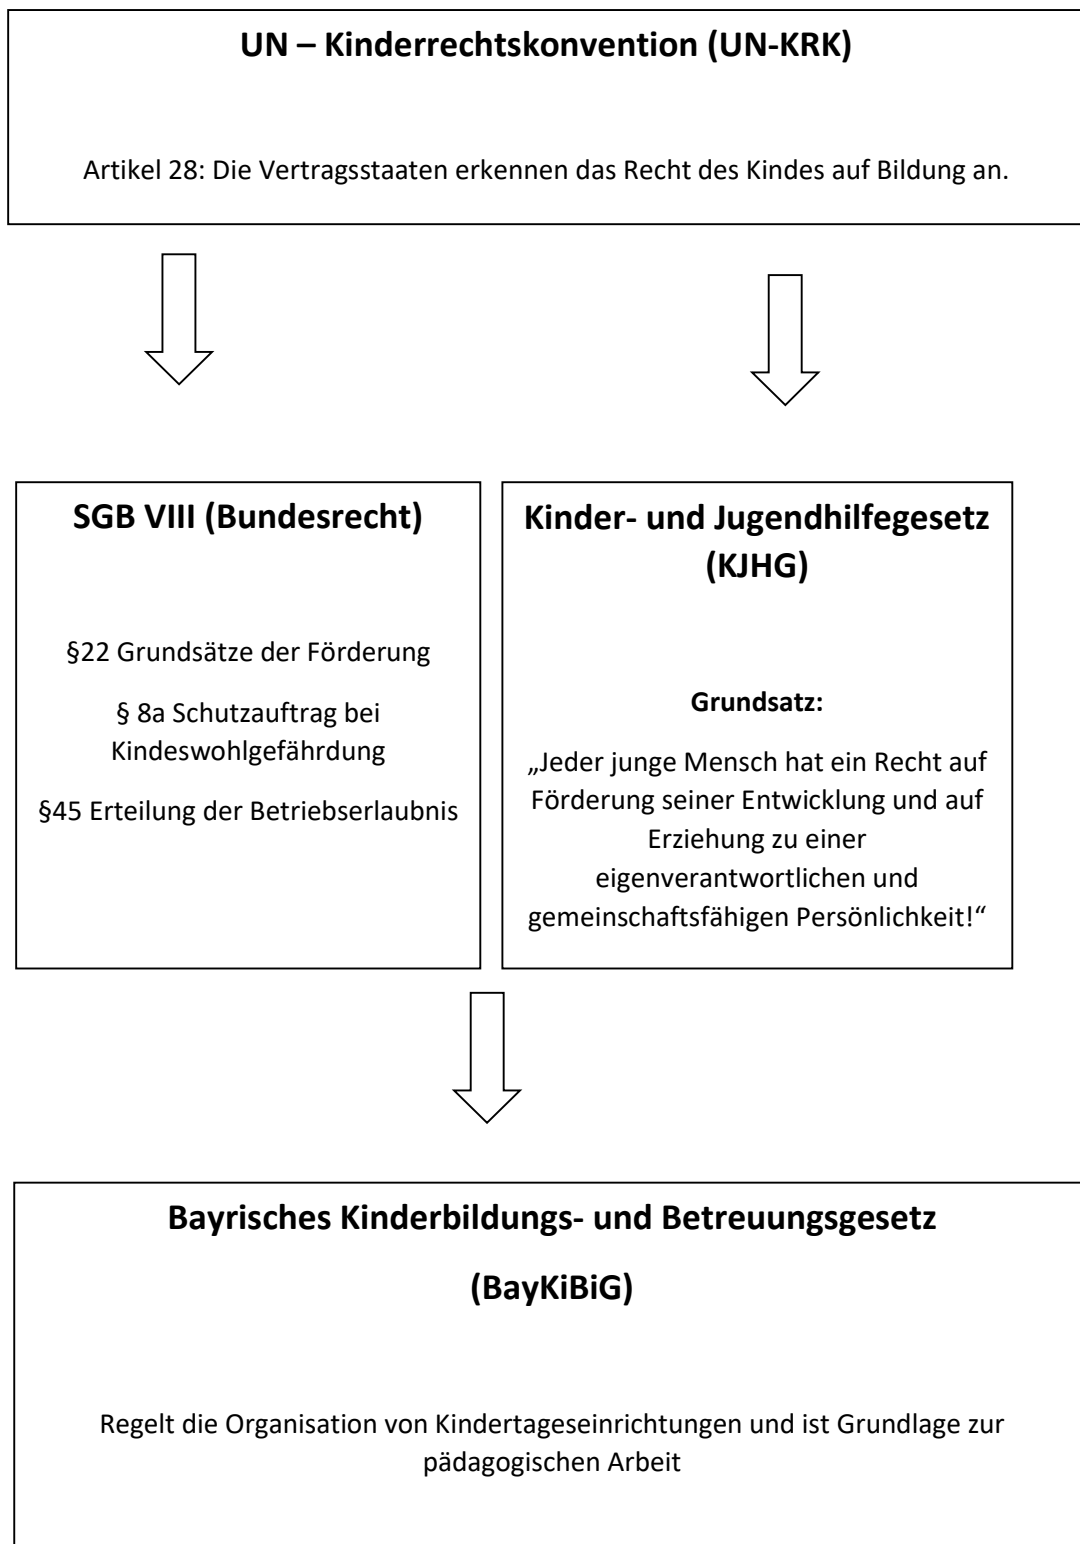 UN – Kinderrechtskonvention (UN-KRK)
Artikel 28: Die Vertragsstaaten erkennen das Recht des Kindes auf Bildung an.
SGB VIII (Bundesrecht)
§22 Grundsätze der Förderung
§ 8a Schutzauftrag bei
Kindeswohlgefährdung
§45 Erteilung der Betriebserlaubnis
Kinder- und Jugendhilfegesetz
(KJHG)
Grundsatz:
„Jeder junge Mensch hat ein Recht auf
Förderung seiner Entwicklung und auf
Erziehung zu einer
eigenverantwortlichen und
gemeinschaftsfähigen Persönlichkeit!“
Bayrisches Kinderbildungs- und Betreuungsgesetz
(BayKiBiG)
Regelt die Organisation von Kindertageseinrichtungen und ist Grundlage zur
pädagogischen Arbeit